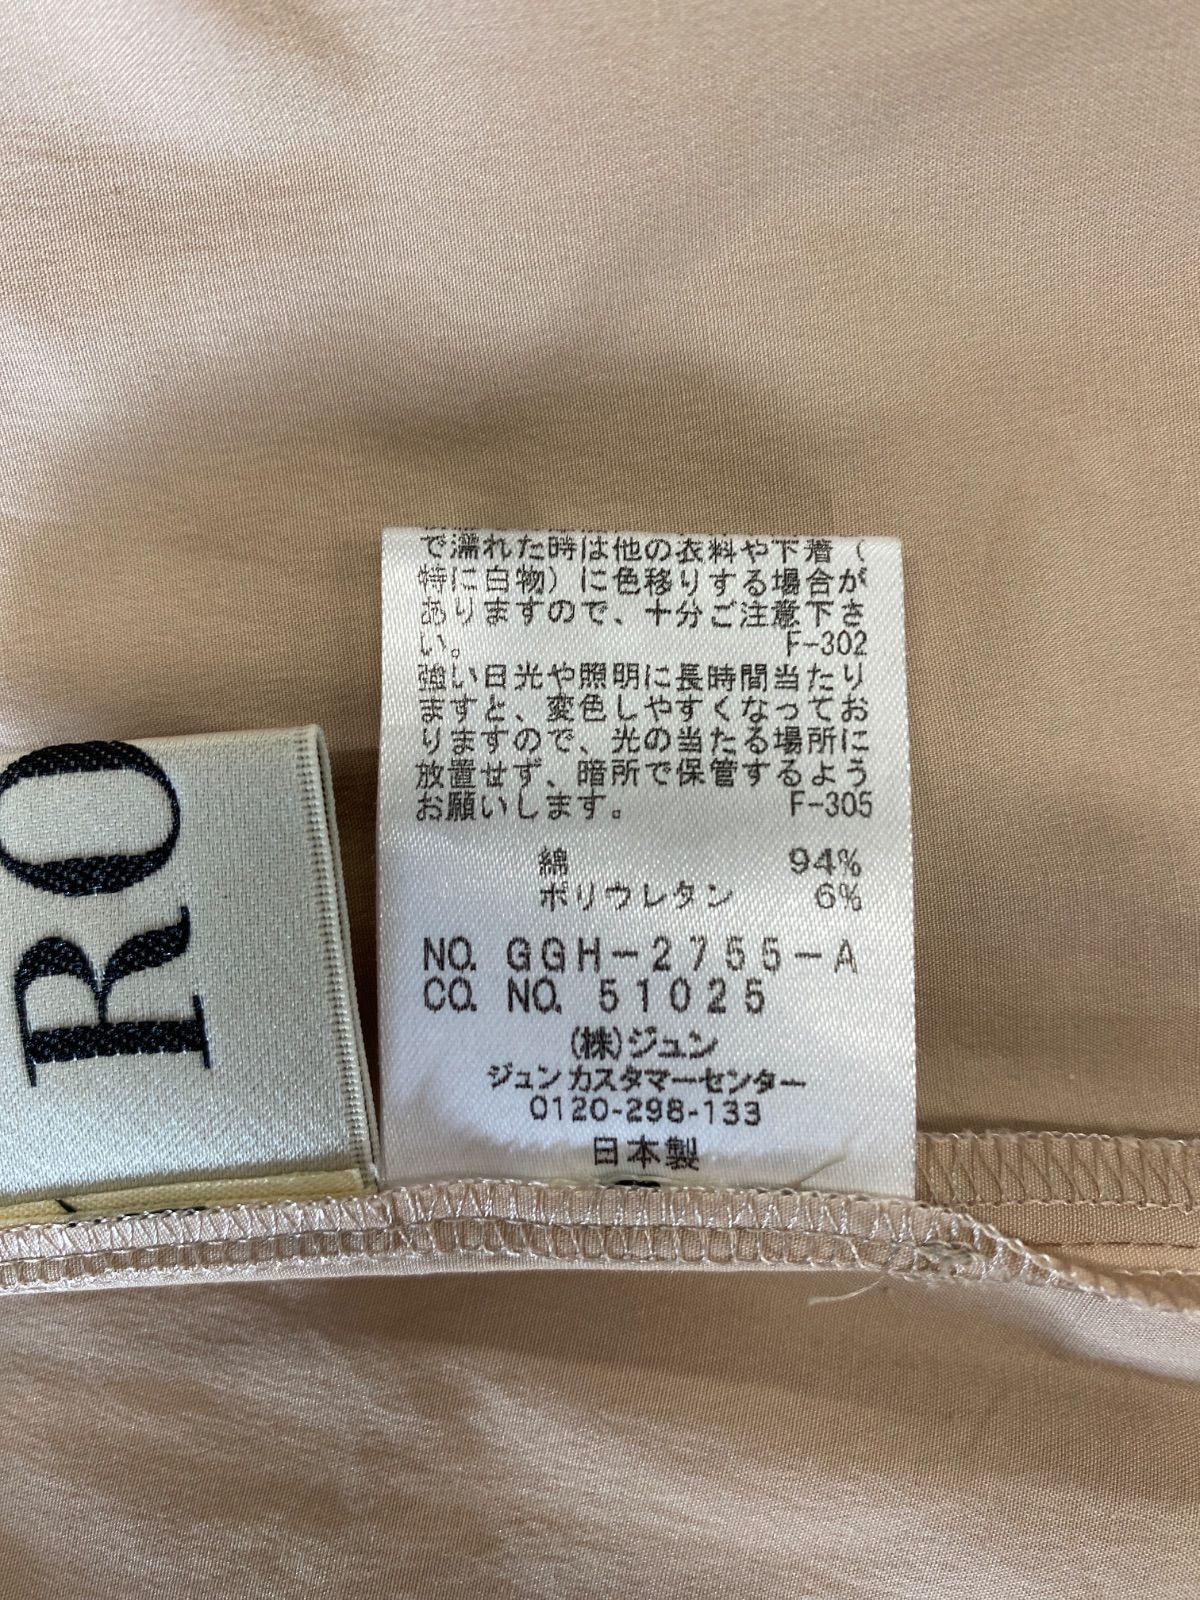 で濡れた時は他の衣料や下着（
特に白物）に色移りする場合が
ありますので、十分ご注意下さ
い。 F-302
強い日光や照明に長時間当たり
ますと、変色しやすくなってお
りますので、光の当たる場所に
放置せず、暗所で保管するよう
お願いします。 F-305
綿 94%
ポリウレタン 6%
NO. GGH-2755-A
CO. NO. 51025
(株)ジュン
ジュンカスタマーセンター
0120-298-133
日本製
RO